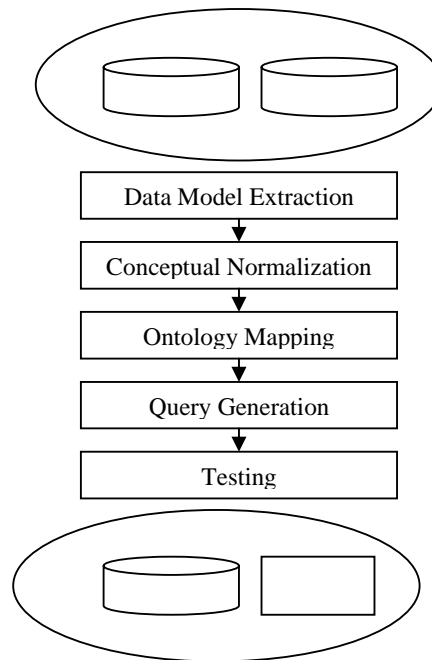 Data Model Extraction
Conceptual Normalization
Ontology Mapping
Query Generation
Testing